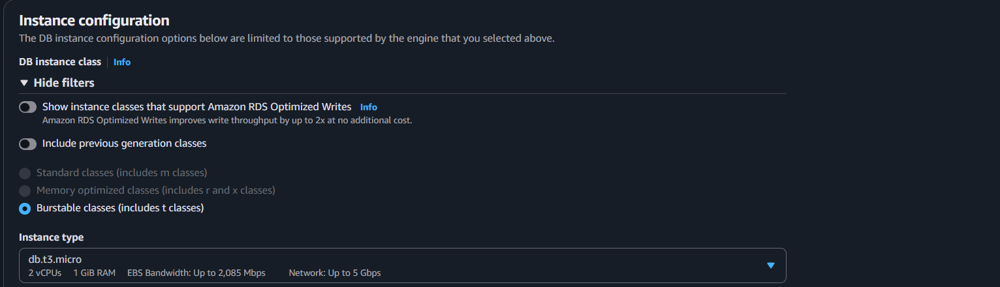 Instance configuration
The DB instance configuration options below are limited to those supported by the engine that you selected above.
DB instance class Info
Hide filters
Show instance classes that support Amazon RDS Optimized Writes Info
Amazon RDS Optimized Writes improves write throughput by up to 2x at no additional cost.
Include previous generation classes
Standard classes (includes m classes)
Memory optimized classes (includes r and x classes)
Burstable classes (includes t classes)
Instance type
db.t3.micro
2 vCPUs 1 GiB RAM EBS Bandwidth: Up to 2,085 Mbps Network: Up to 5 Gbps